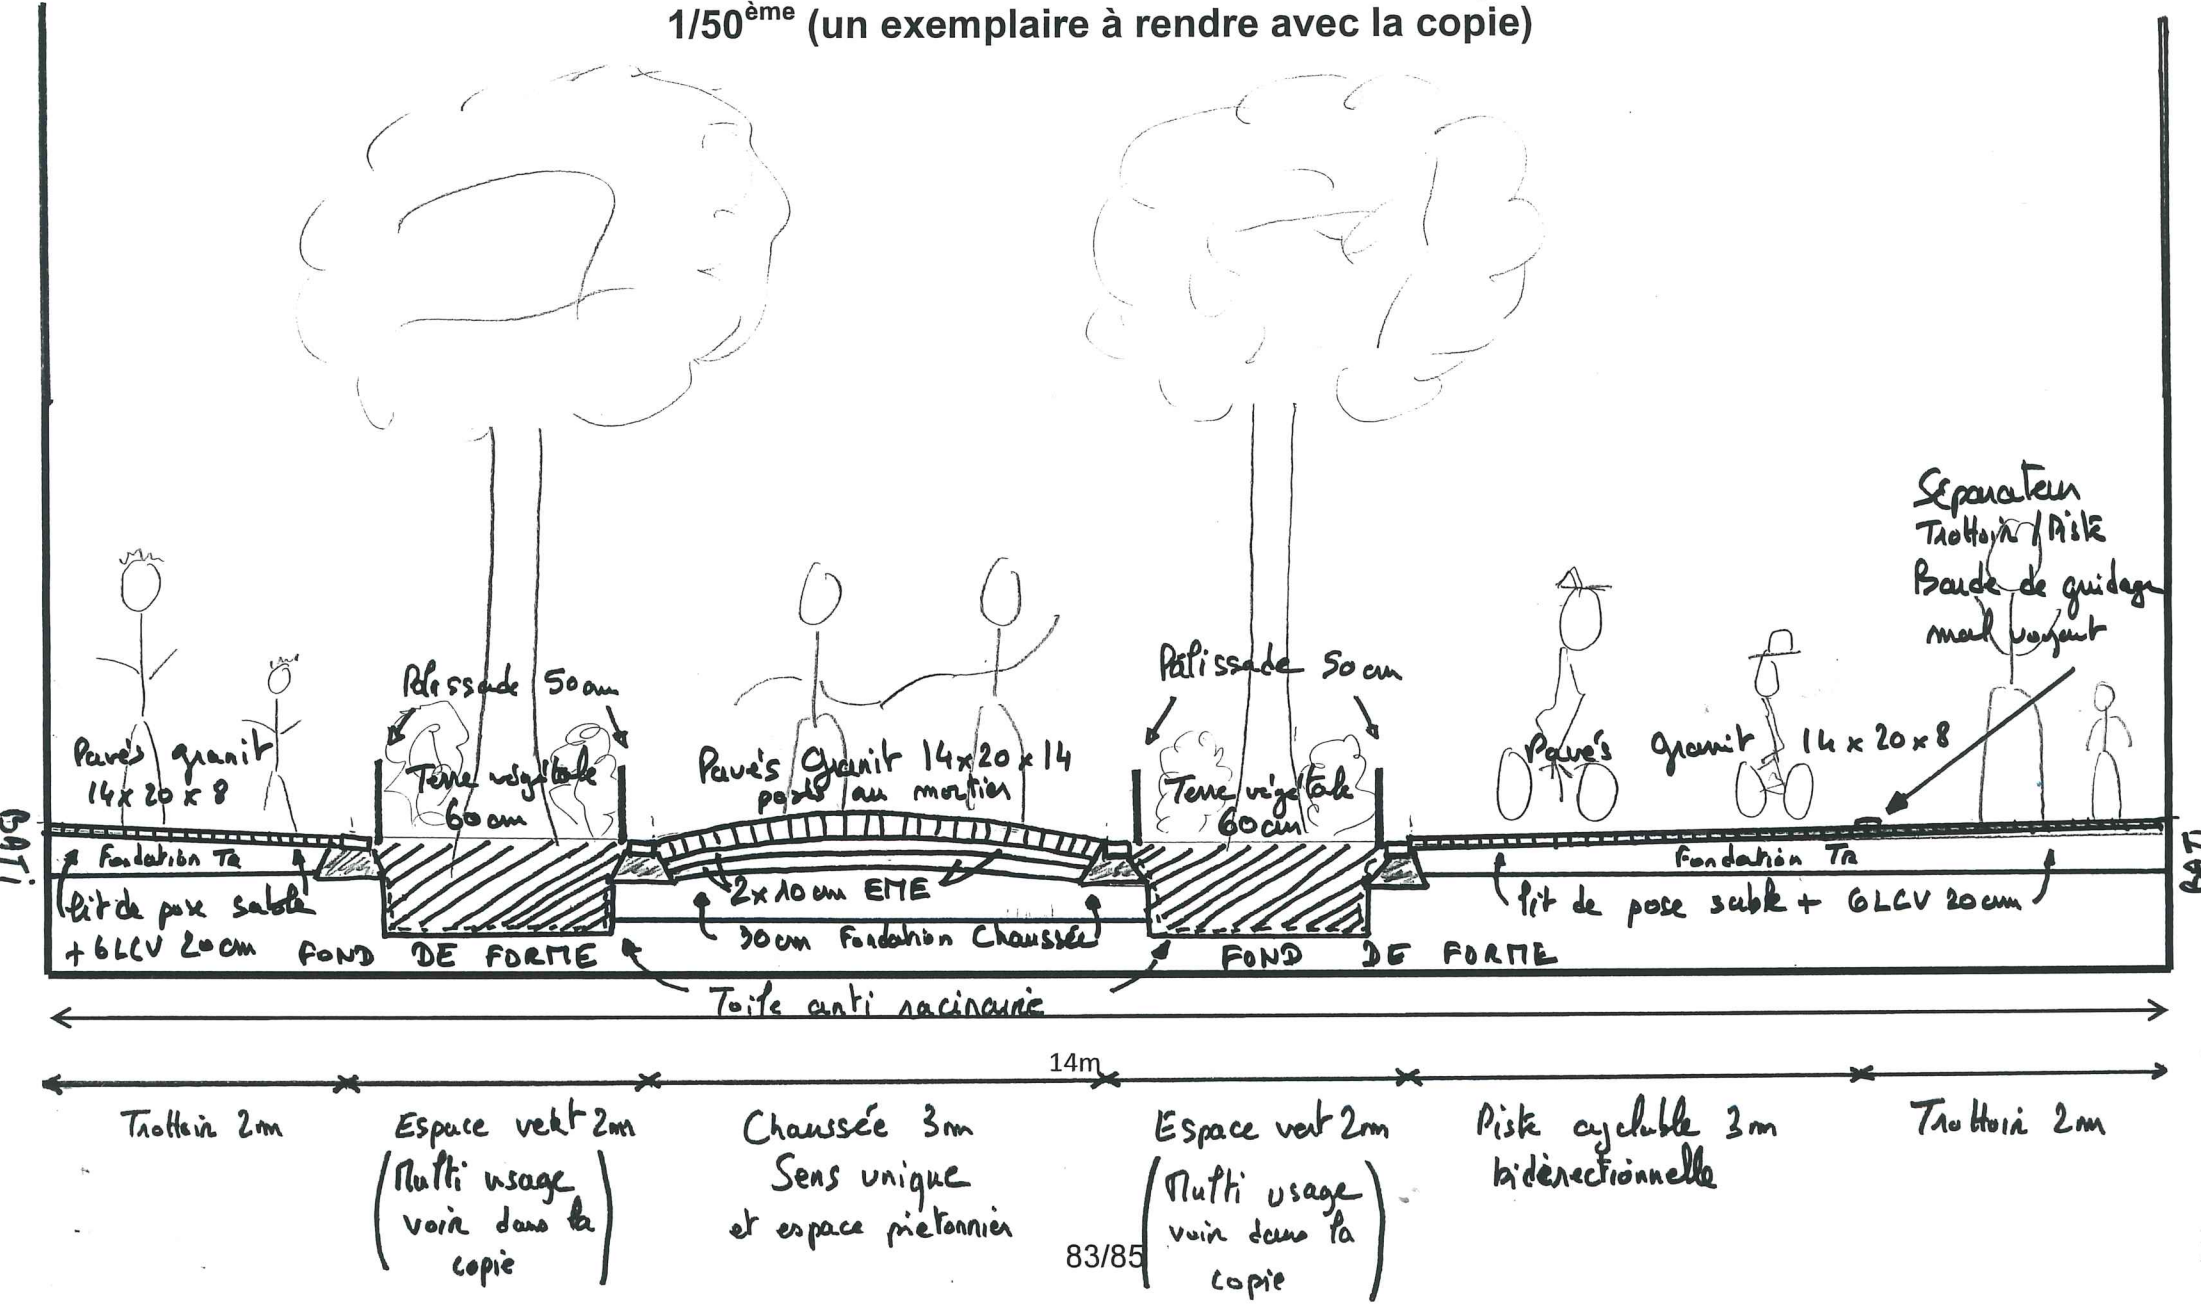 1/50ème (un exemplaire à rendre avec la copie)
Séparateur
Trottoir / Piste
Bande de guidage
mal voyant
Palissade 50 cm
Palissade 50 cm
Pavés granit
14 x 20 x 8
Terre végétale
60 cm
Pavés Granit 14 x 20 x 14
posés au mortier
Terre végétale
60 cm
Pavés granit 14 x 20 x 8
BATI
Fondation TR
lit de pose sable
+ GLCV 20 cm
2 x 10 cm EME
30 cm Fondation Chaussée
Fondation TR
lit de pose sable + GLCV 20 cm
BATI
FOND DE FORME
FOND DE FORME
Toile anti racinaire
14m
Trottoir 2m
Espace vert 2m
(Multi usage
voir dans la
copie)
Chaussée 3m
Sens unique
et espace piétonnier
Espace vert 2m
(Multi usage
voir dans la
copie)
Piste cyclable 3m
bidirectionnelle
Trottoir 2m
83/85